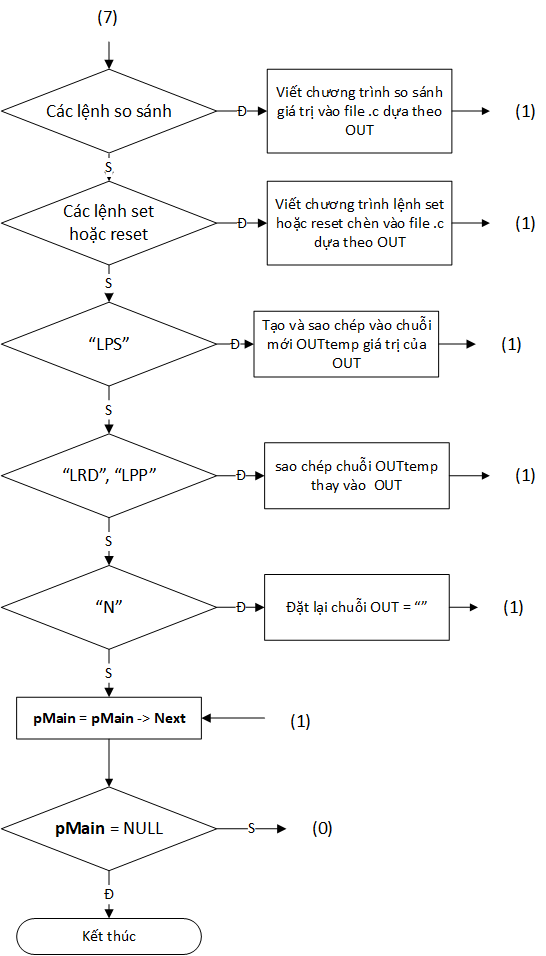 (7)
Các lệnh so sánh
Đ
Viết chương trình so sánh
giá trị vào file .c dựa theo
OUT
(1)
S
Các lệnh set
hoặc reset
Đ
Viết chương trình lệnh set
hoặc reset chèn vào file .c
dựa theo OUT
(1)
S
“LPS”
Đ
Tạo và sao chép vào chuỗi
mới OUTtemp giá trị của
OUT
(1)
S
“LRD”, “LPP”
Đ
sao chép chuỗi OUTtemp
thay vào OUT
(1)
S
“N”
Đ
Đặt lại chuỗi OUT = “”
(1)
S
pMain = pMain -> Next
(1)
pMain = NULL
S
(0)
Đ
Kết thúc